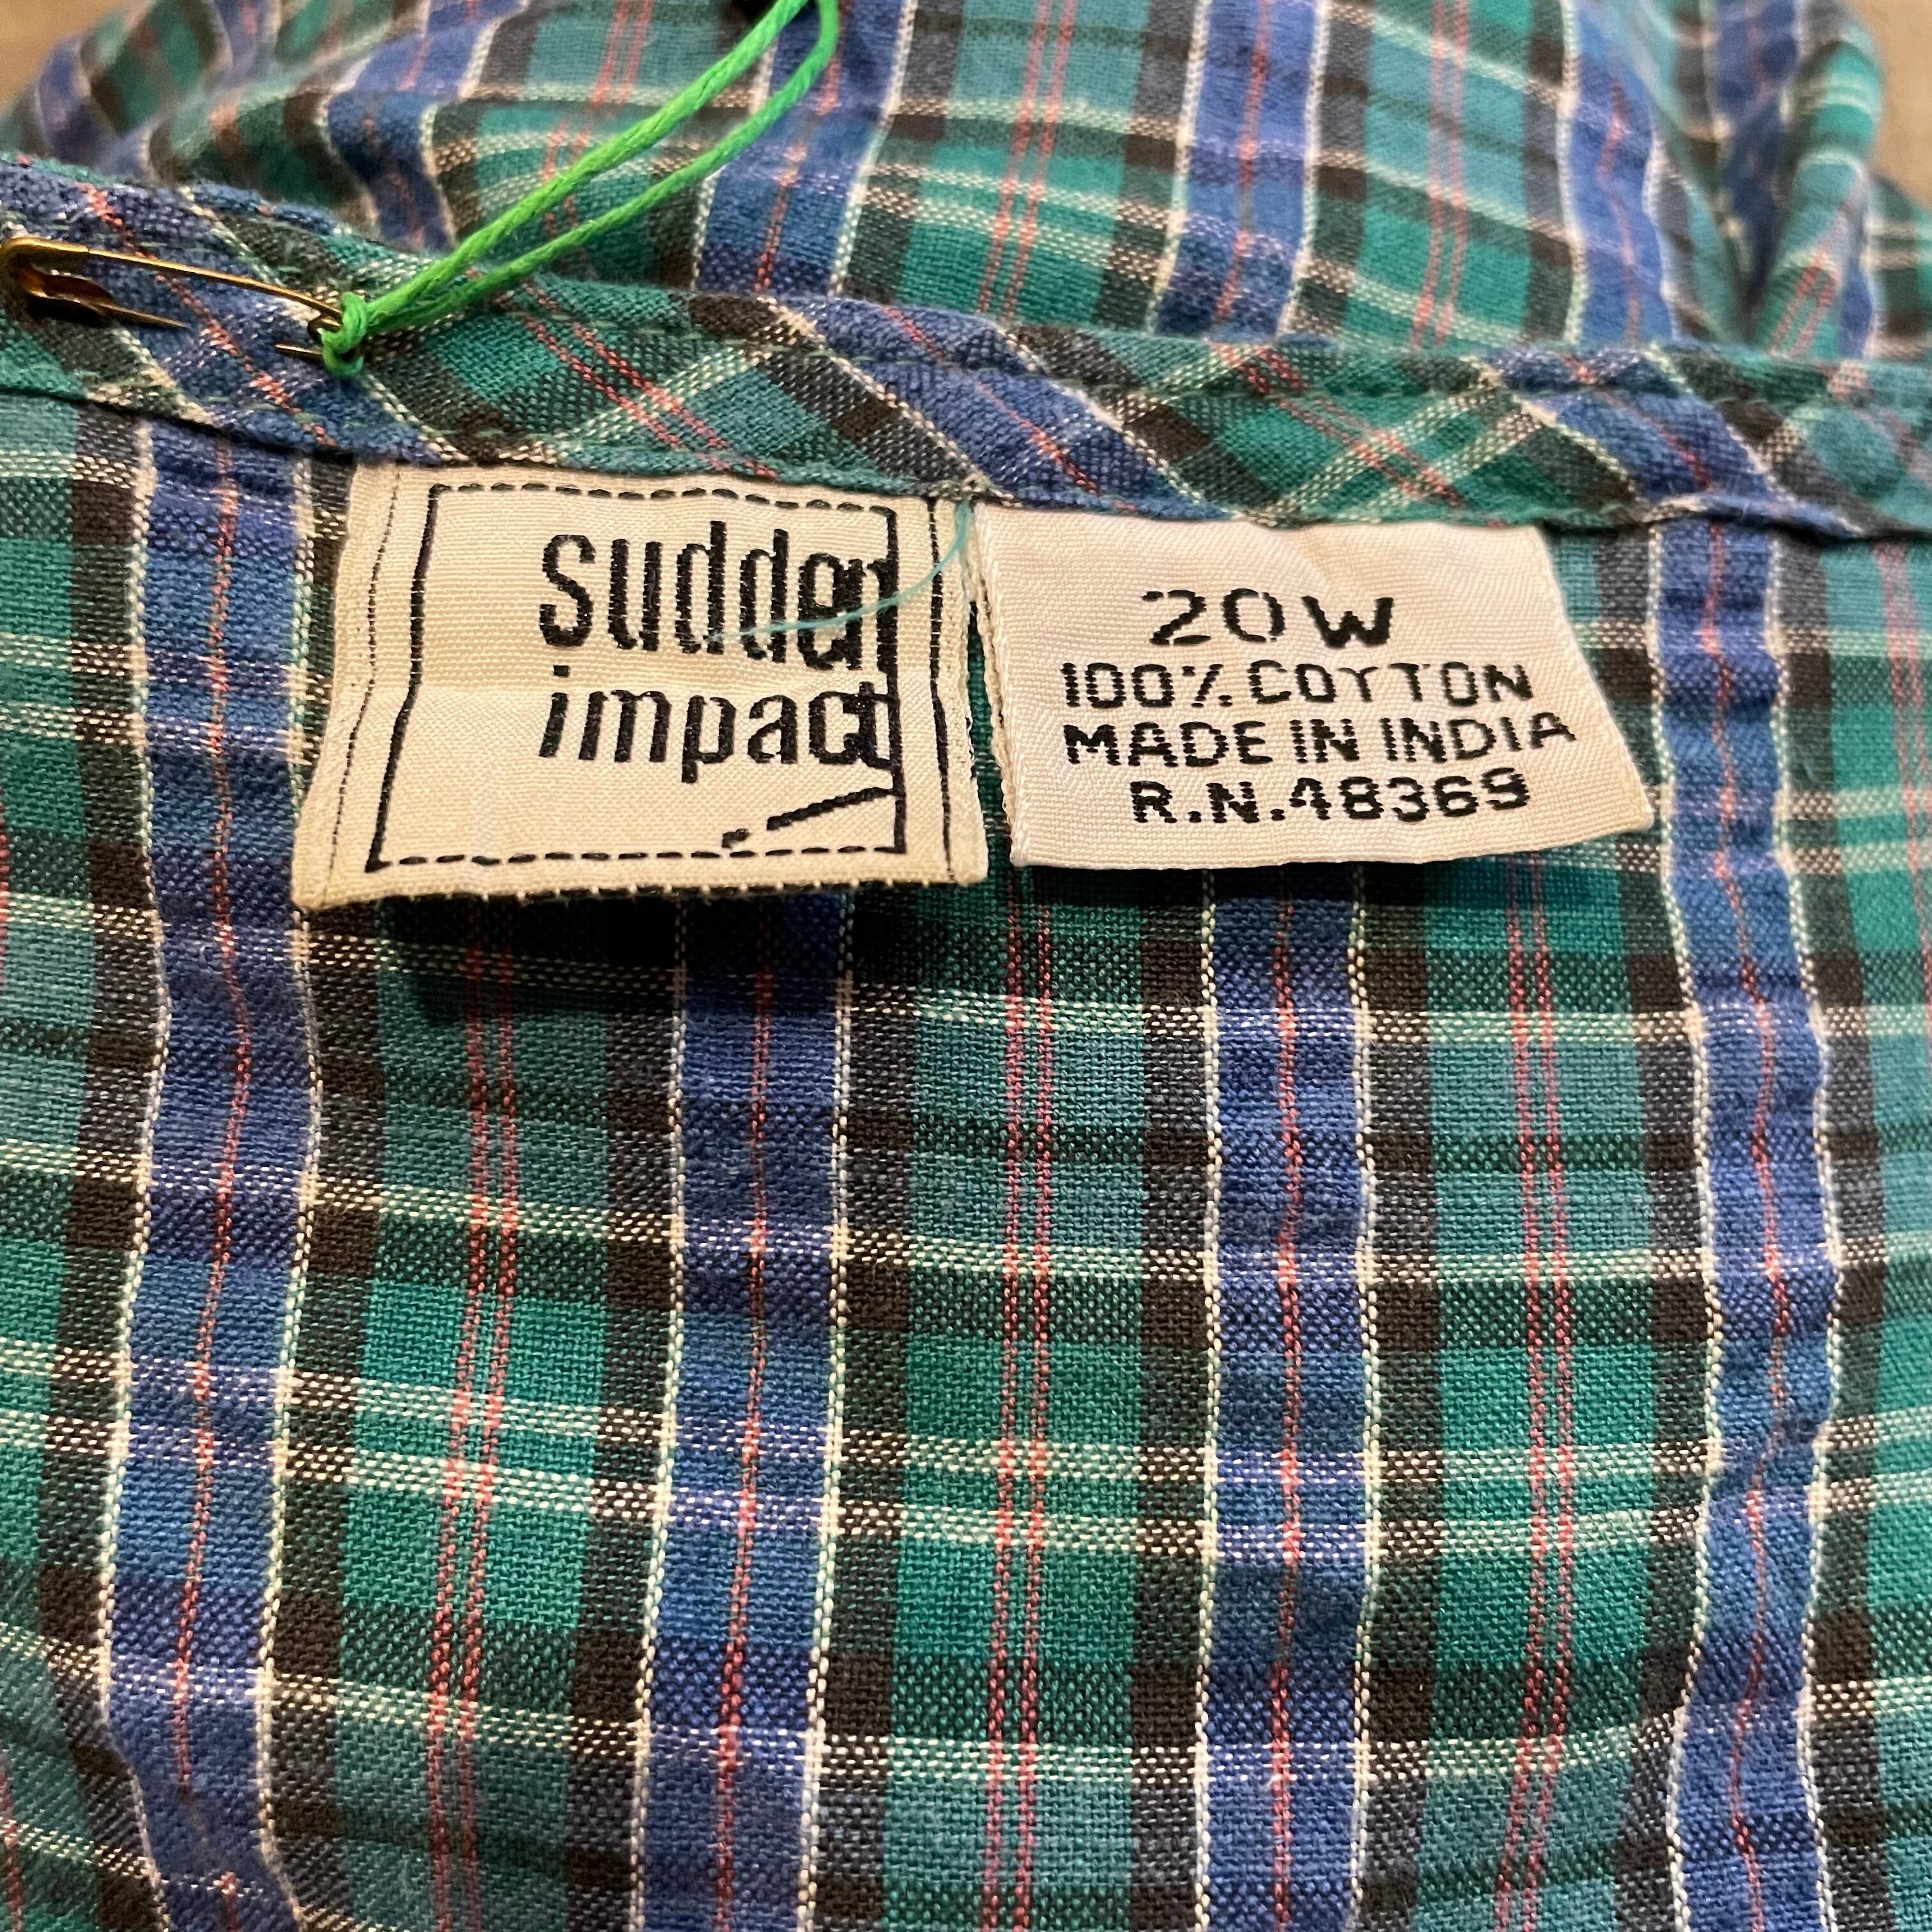 sudden
impact
20W
100% COTTON
MADE IN INDIA
R.N.48369